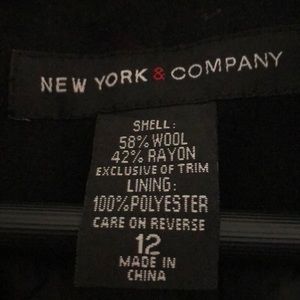 NEW YORK & COMPANY
SHELL:
58% WOOL
42% RAYON
EXCLUSIVE OF TRIM
LINING:
100% POLYESTER
CARE ON REVERSE
12
MADE IN
CHINA